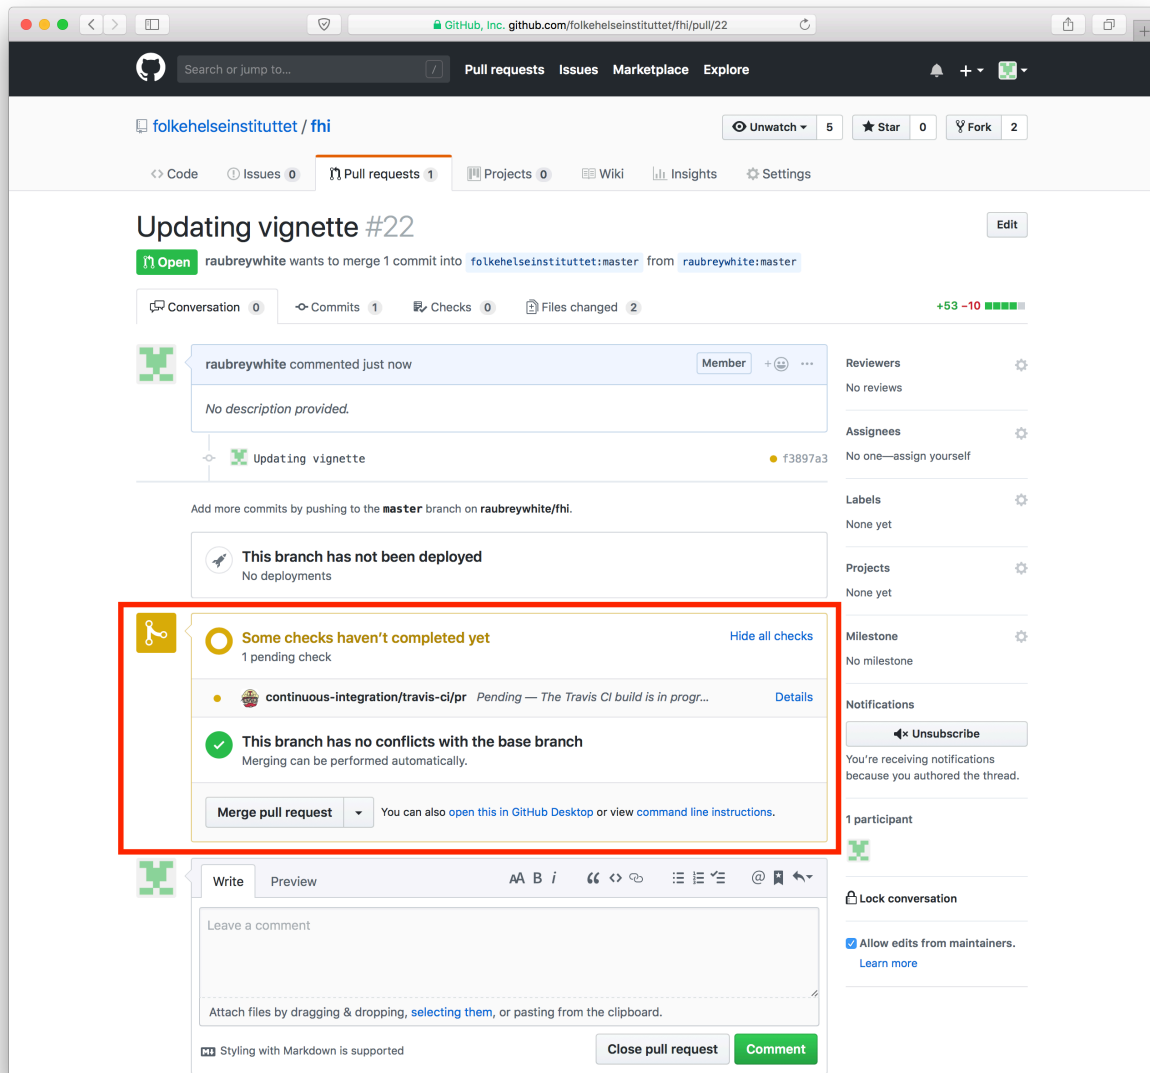 GitHub, Inc. github.com/folkehelseinstituttet/fhi/pull/22
Search or jump to... /
Pull requests Issues Marketplace Explore
folkehelseinstituttet / fhi
Unwatch 5 Star 0 Fork 2
Code Issues 0 Pull requests 1 Projects 0 Wiki Insights Settings
Updating vignette #22
Edit
Open raubreywhite wants to merge 1 commit into folkehelseinstituttet:master from raubreywhite:master
Conversation 0 Commits 1 Checks 0 Files changed 2
+53 −10
raubreywhite commented just now
Member
No description provided.
Updating vignette f3897a3
Add more commits by pushing to the master branch on raubreywhite/fhi.
This branch has not been deployed
No deployments
Some checks haven't completed yet
Hide all checks
1 pending check
continuous-integration/travis-ci/pr Pending — The Travis CI build is in progr... Details
This branch has no conflicts with the base branch
Merging can be performed automatically.
Merge pull request You can also open this in GitHub Desktop or view command line instructions.
Write Preview
AA B i
Leave a comment
Attach files by dragging & dropping, selecting them, or pasting from the clipboard.
Styling with Markdown is supported
Close pull request Comment
Reviewers
No reviews
Assignees
No one—assign yourself
Labels
None yet
Projects
None yet
Milestone
No milestone
Notifications
Unsubscribe
You're receiving notifications
because you authored the thread.
1 participant
Lock conversation
Allow edits from maintainers.
Learn more